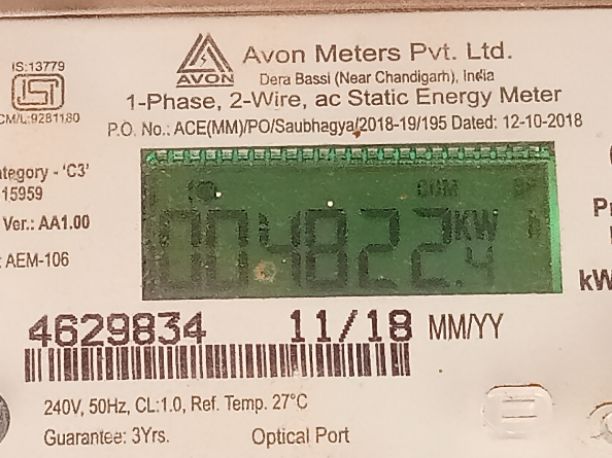 IS:13779
Avon Meters Pvt. Ltd.
AVON
Dera Bassi (Near Chandigarh), India
ISI
CM/L:9281180
1-Phase, 2-Wire, ac Static Energy Meter
P.O. No.: ACE(MM)/PO/Saubhagya/2018-19/195 Dated: 12-10-2018
ategory - 'C3'
15959
Ver.: AA1.00
AEM-106
CUM
004822.4 KW
kW
4629834 11/18 MM/YY
240V, 50Hz, CL:1.0, Ref. Temp. 27°C
Guarantee: 3Yrs. Optical Port